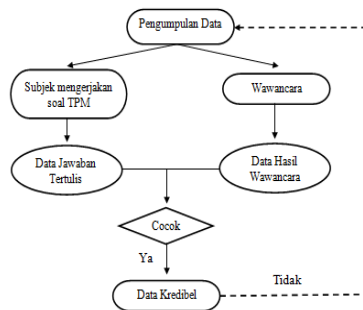 Pengumpulan Data
Subjek mengerjakan
soal TPM
Wawancara
Data Jawaban
Tertulis
Data Hasil
Wawancara
Cocok
Ya
Tidak
Data Kredibel